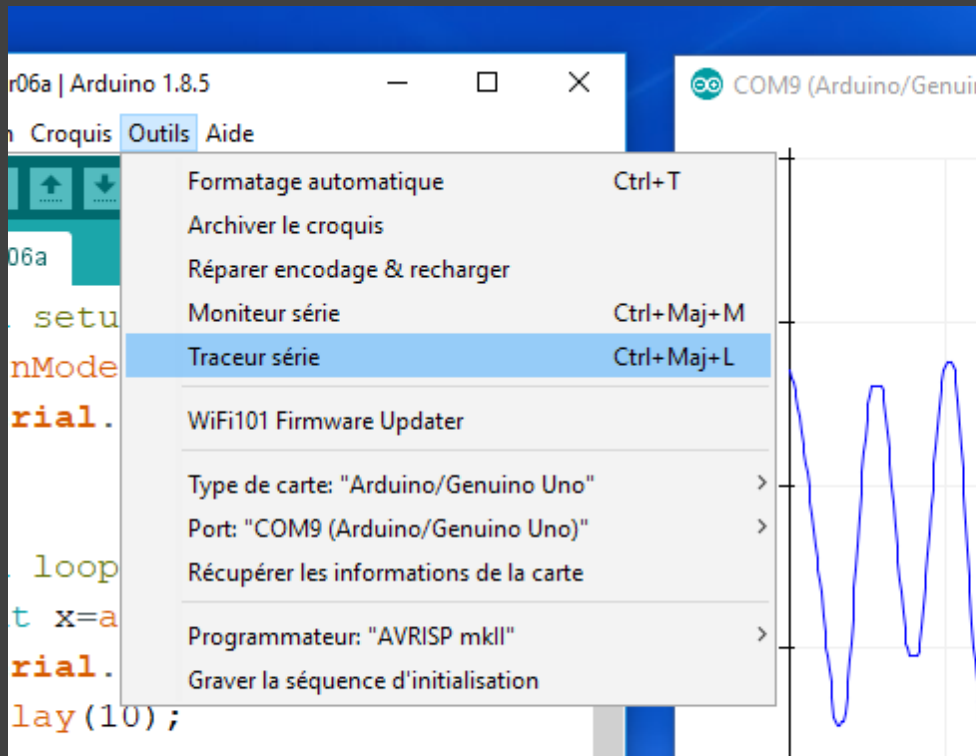 r06a | Arduino 1.8.5
COM9 (Arduino/Genuin
Croquis Outils Aide
Formatage automatique Ctrl+T
Archiver le croquis
Réparer encodage & recharger
Moniteur série Ctrl+Maj+M
Traceur série Ctrl+Maj+L
WiFi101 Firmware Updater
Type de carte: "Arduino/Genuino Uno"
Port: "COM9 (Arduino/Genuino Uno)"
Récupérer les informations de la carte
Programmateur: "AVRISP mkII"
Graver la séquence d'initialisation
06a
setu
nMode
rial.
loop
t x=a
rial.
lay(10);